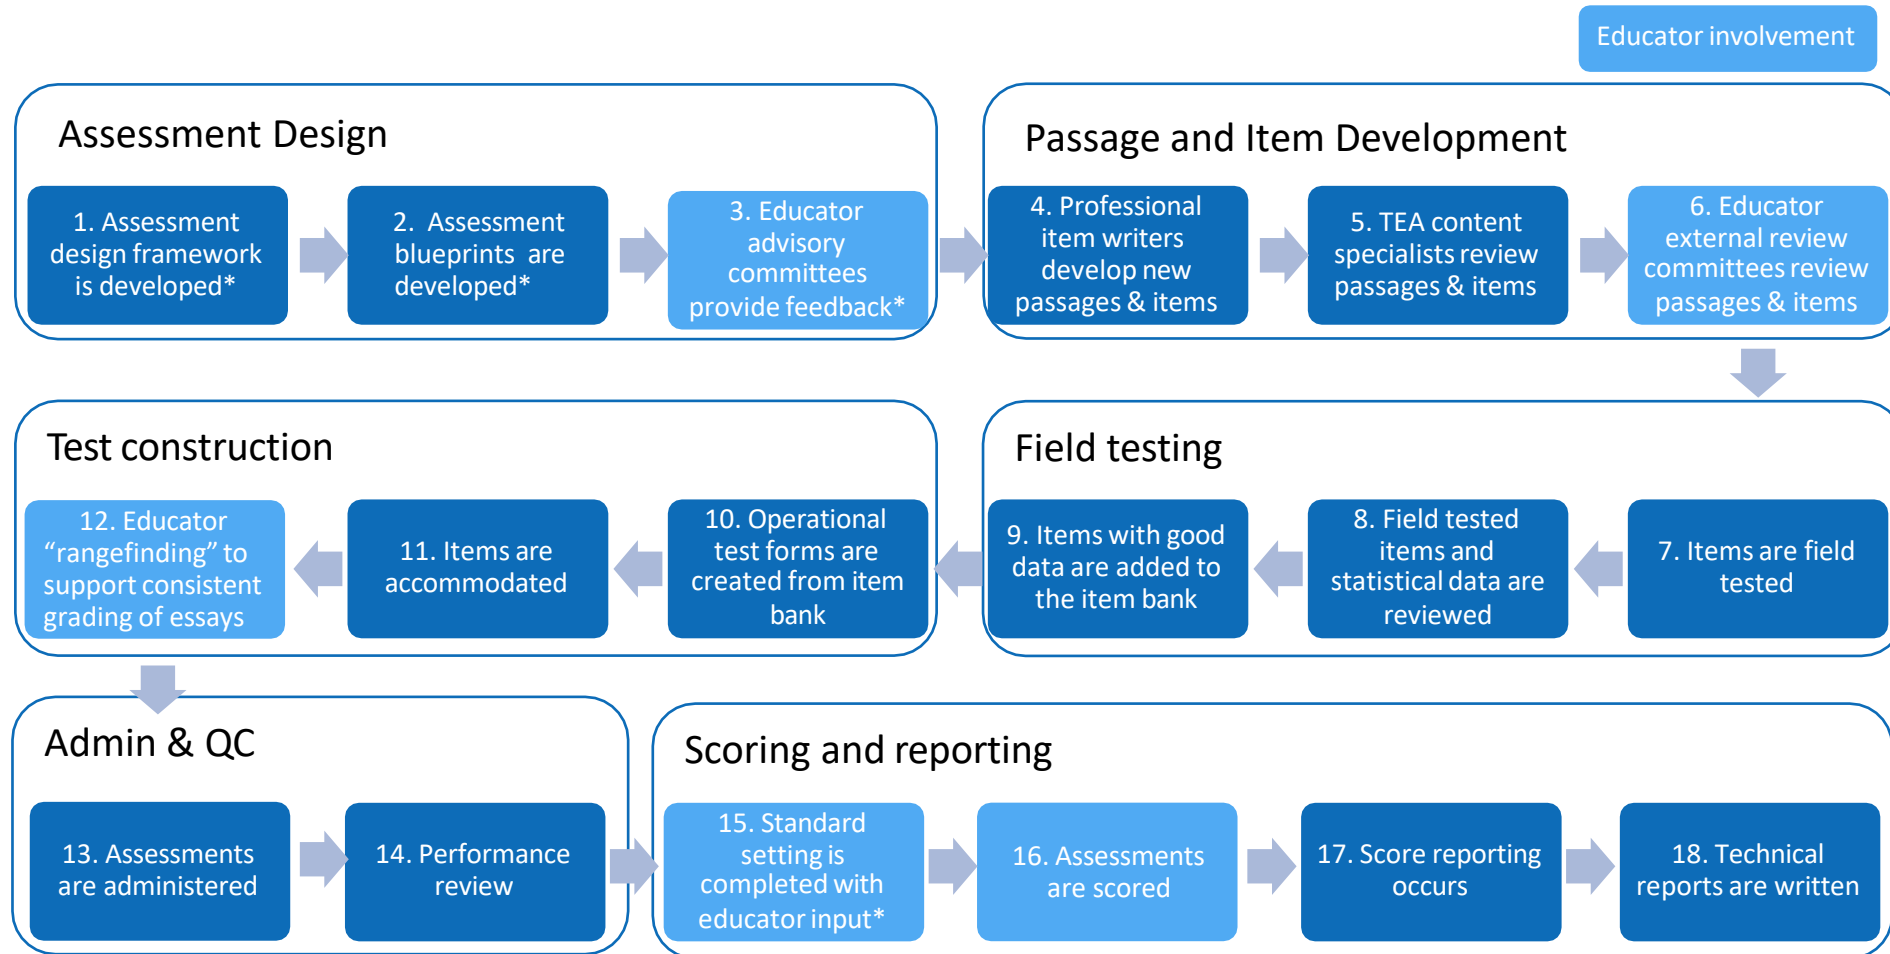 Educator involvement
Assessment Design
1. Assessment
design framework
is developed*
2. Assessment
blueprints are
developed*
3. Educator
advisory
committees
provide feedback*
Passage and Item Development
4. Professional
item writers
develop new
passages & items
5. TEA content
specialists review
passages & items
6. Educator
external review
committees review
passages & items
Field testing
7. Items are field
tested
8. Field tested
items and
statistical data are
reviewed
9. Items with good
data are added to
the item bank
Test construction
10. Operational
test forms are
created from item
bank
11. Items are
accommodated
12. Educator
“rangefinding” to
support consistent
grading of essays
Admin & QC
13. Assessments
are administered
14. Performance
review
Scoring and reporting
15. Standard
setting is
completed with
educator input*
16. Assessments
are scored
17. Score reporting
occurs
18. Technical
reports are written